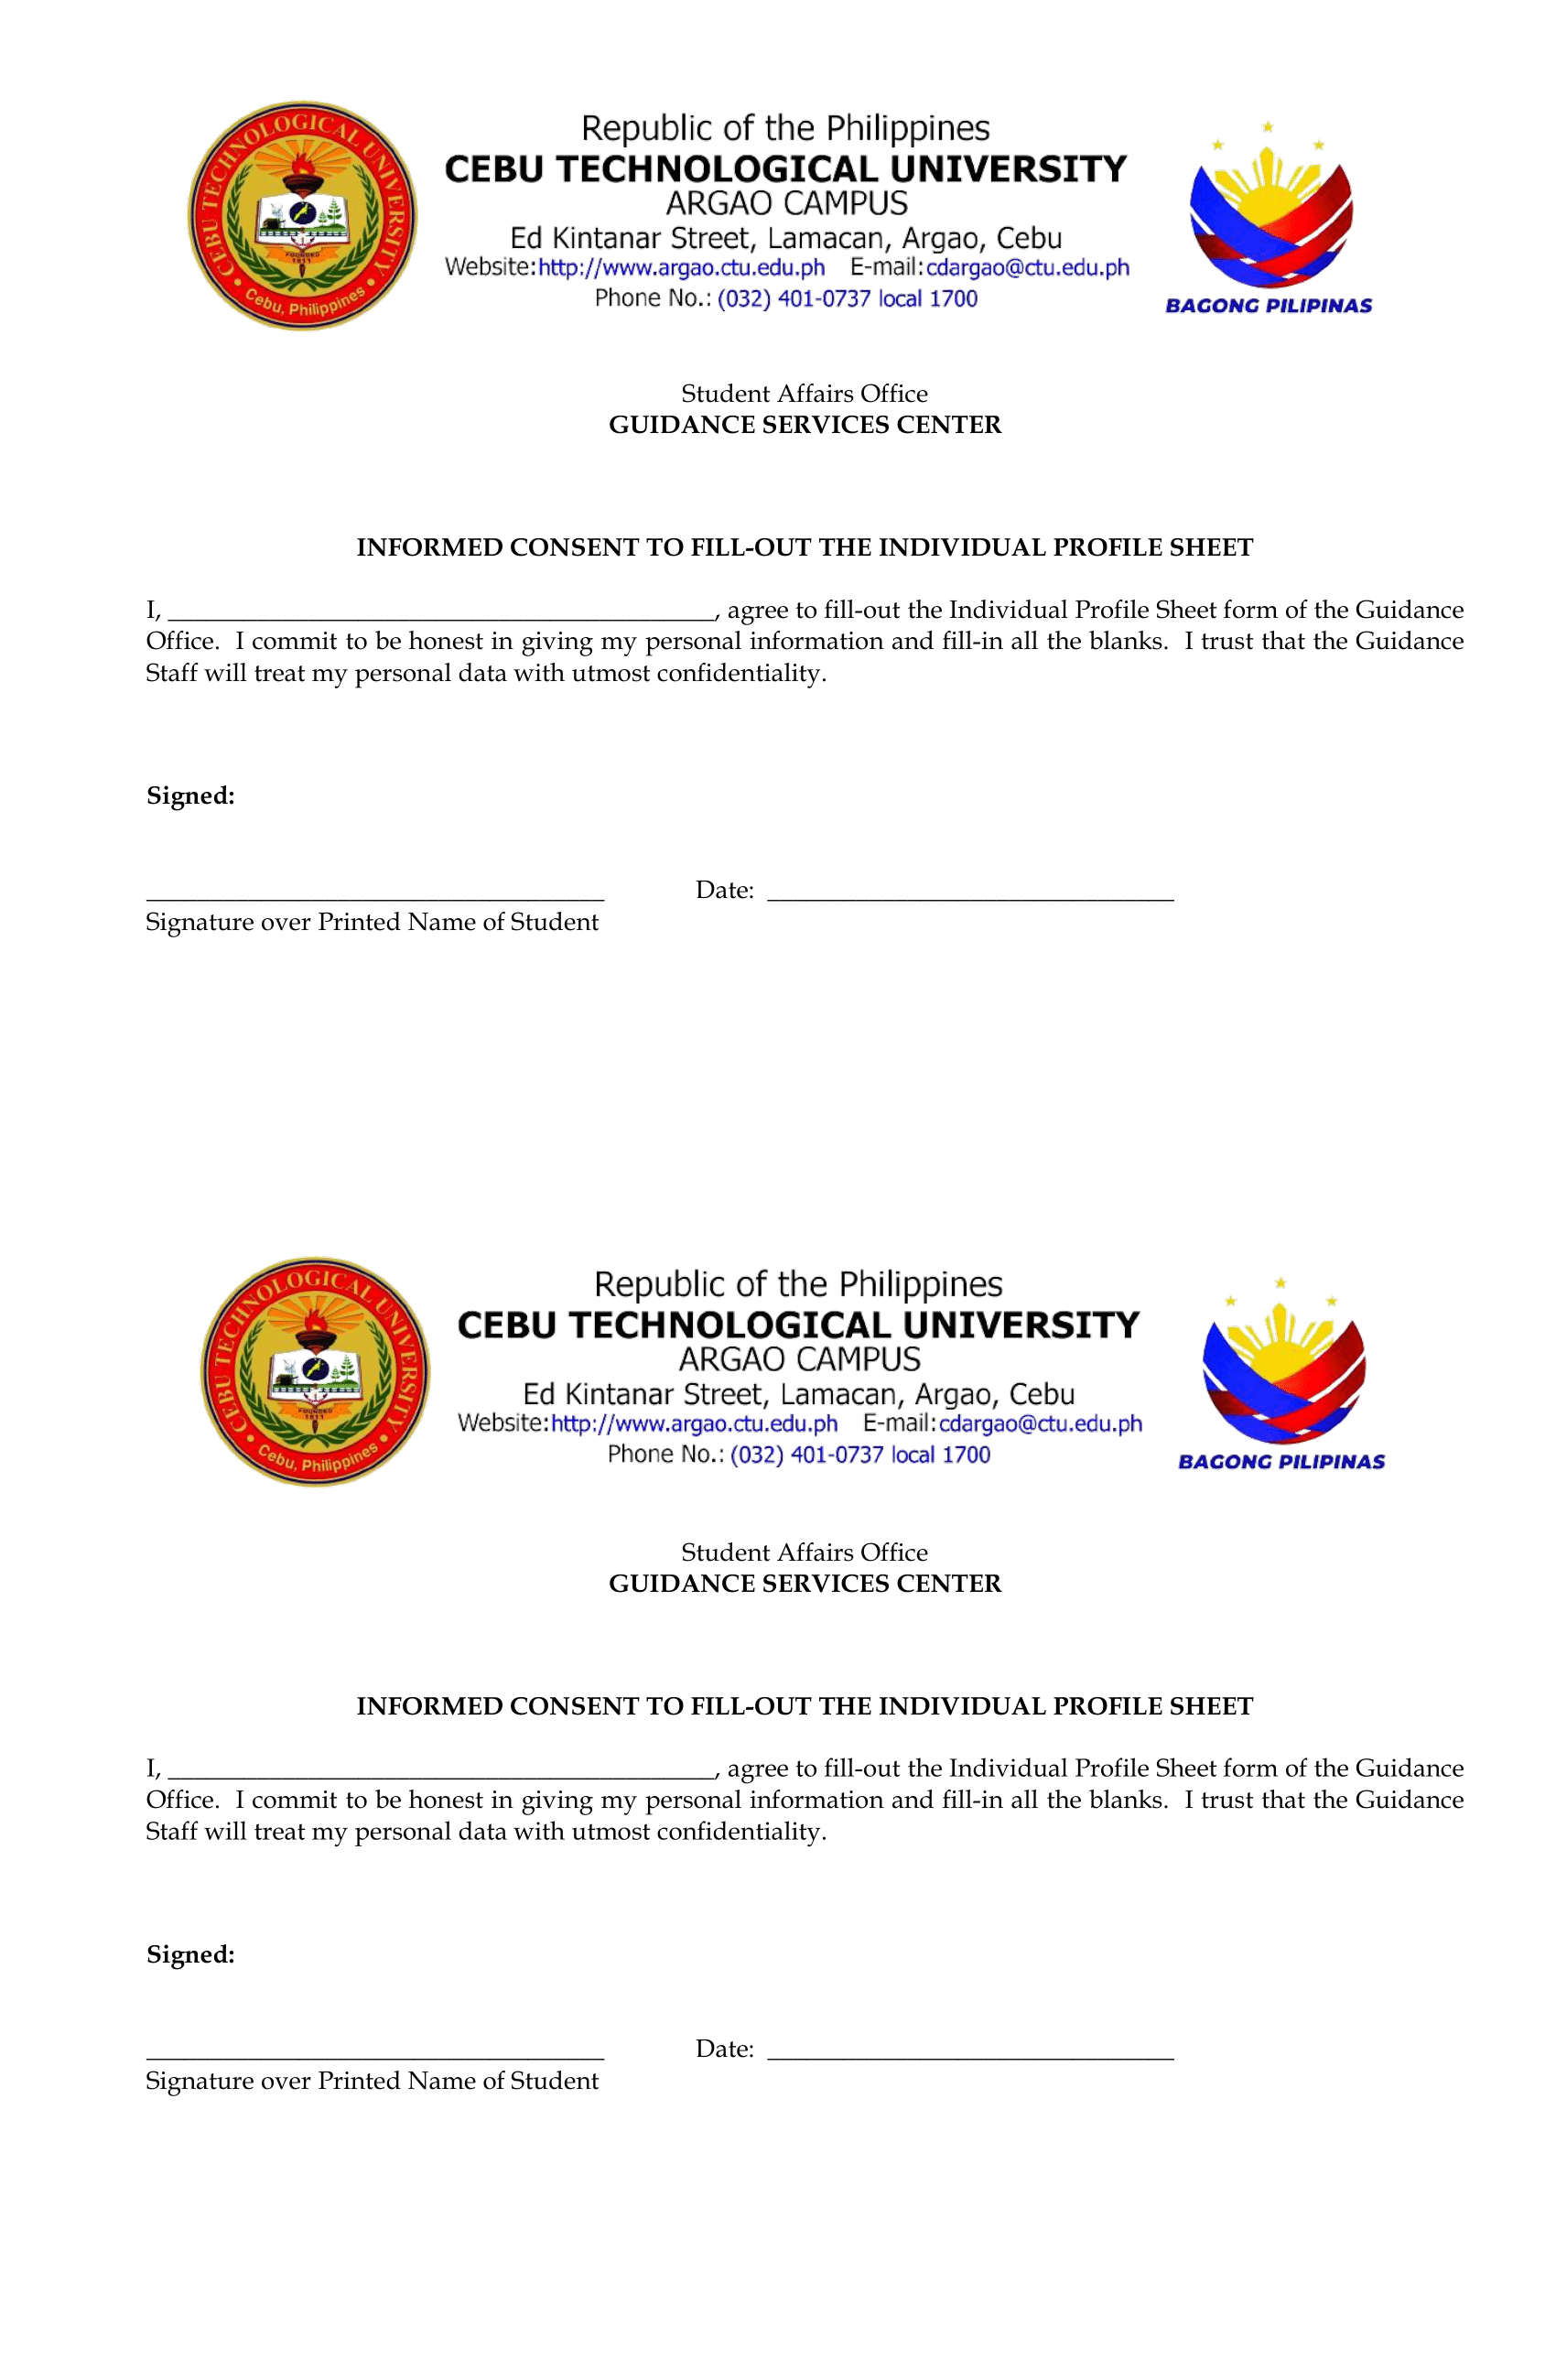 CEBU TECHNOLOGICAL UNIVERSITY
FOUNDED
1911
Cebu, Philippines
Republic of the Philippines
CEBU TECHNOLOGICAL UNIVERSITY
ARGAO CAMPUS
Ed Kintanar Street, Lamacan, Argao, Cebu
Website:http://www.argao.ctu.edu.ph E-mail:cdargao@ctu.edu.ph
Phone No.: (032) 401-0737 local 1700
BAGONG PILIPINAS
Student Affairs Office
GUIDANCE SERVICES CENTER
INFORMED CONSENT TO FILL-OUT THE INDIVIDUAL PROFILE SHEET
I, ___________________________________________, agree to fill-out the Individual Profile Sheet form of the Guidance
Office. I commit to be honest in giving my personal information and fill-in all the blanks. I trust that the Guidance
Staff will treat my personal data with utmost confidentiality.
Signed:
____________________________________ Date: ________________________________
Signature over Printed Name of Student
CEBU TECHNOLOGICAL UNIVERSITY
FOUNDED
1911
Cebu, Philippines
Republic of the Philippines
CEBU TECHNOLOGICAL UNIVERSITY
ARGAO CAMPUS
Ed Kintanar Street, Lamacan, Argao, Cebu
Website:http://www.argao.ctu.edu.ph E-mail:cdargao@ctu.edu.ph
Phone No.: (032) 401-0737 local 1700
BAGONG PILIPINAS
Student Affairs Office
GUIDANCE SERVICES CENTER
INFORMED CONSENT TO FILL-OUT THE INDIVIDUAL PROFILE SHEET
I, ___________________________________________, agree to fill-out the Individual Profile Sheet form of the Guidance
Office. I commit to be honest in giving my personal information and fill-in all the blanks. I trust that the Guidance
Staff will treat my personal data with utmost confidentiality.
Signed:
____________________________________ Date: ________________________________
Signature over Printed Name of Student